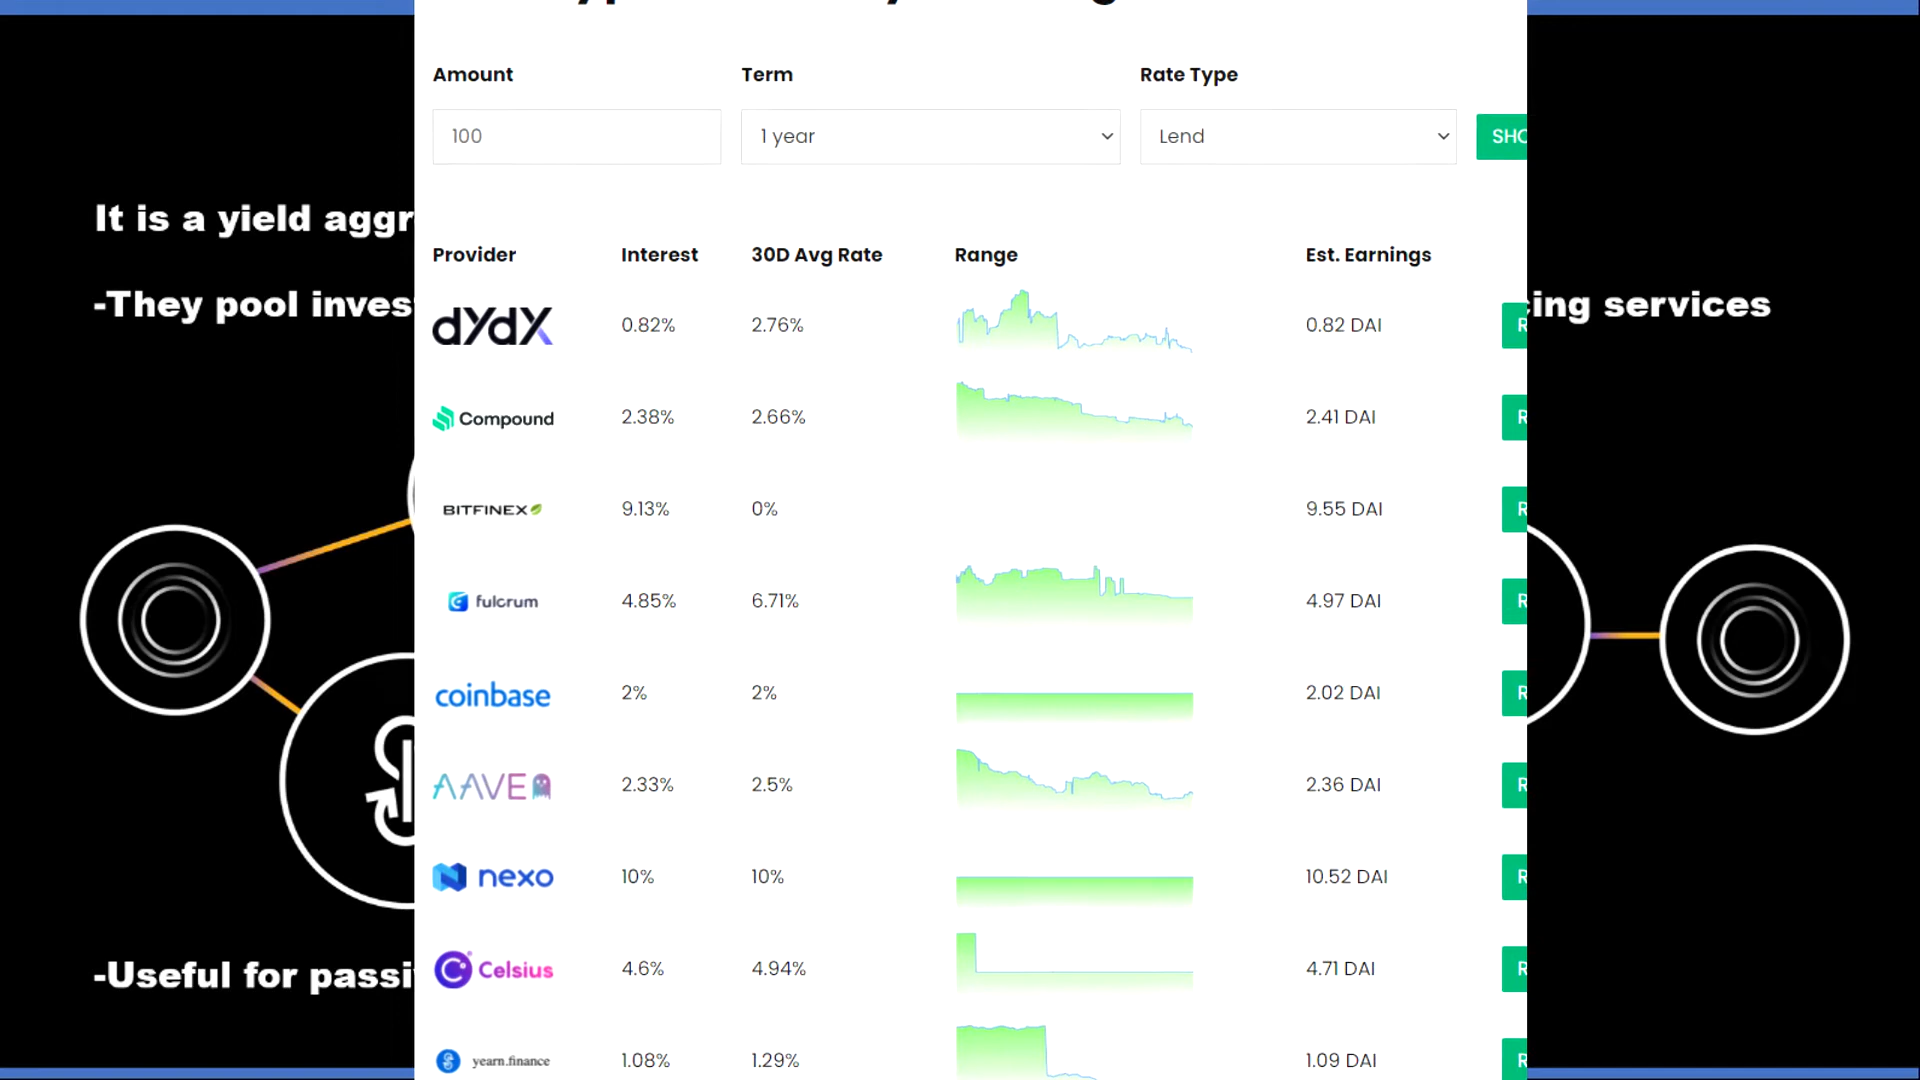 Amount Term Rate Type
100 1 year Lend SHO
It is a yield aggr
Provider Interest 30D Avg Rate Range Est. Earnings
-They pool inves cing services
dYdX 0.82% 2.76% 0.82 DAI R
Compound 2.38% 2.66% 2.41 DAI R
BITFINEX 9.13% 0% 9.55 DAI R
fulcrum 4.85% 6.71% 4.97 DAI R
coinbase 2% 2% 2.02 DAI R
AAVE 2.33% 2.5% 2.36 DAI R
nexo 10% 10% 10.52 DAI R
-Useful for passi
Celsius 4.6% 4.94% 4.71 DAI R
yearn.finance 1.08% 1.29% 1.09 DAI R